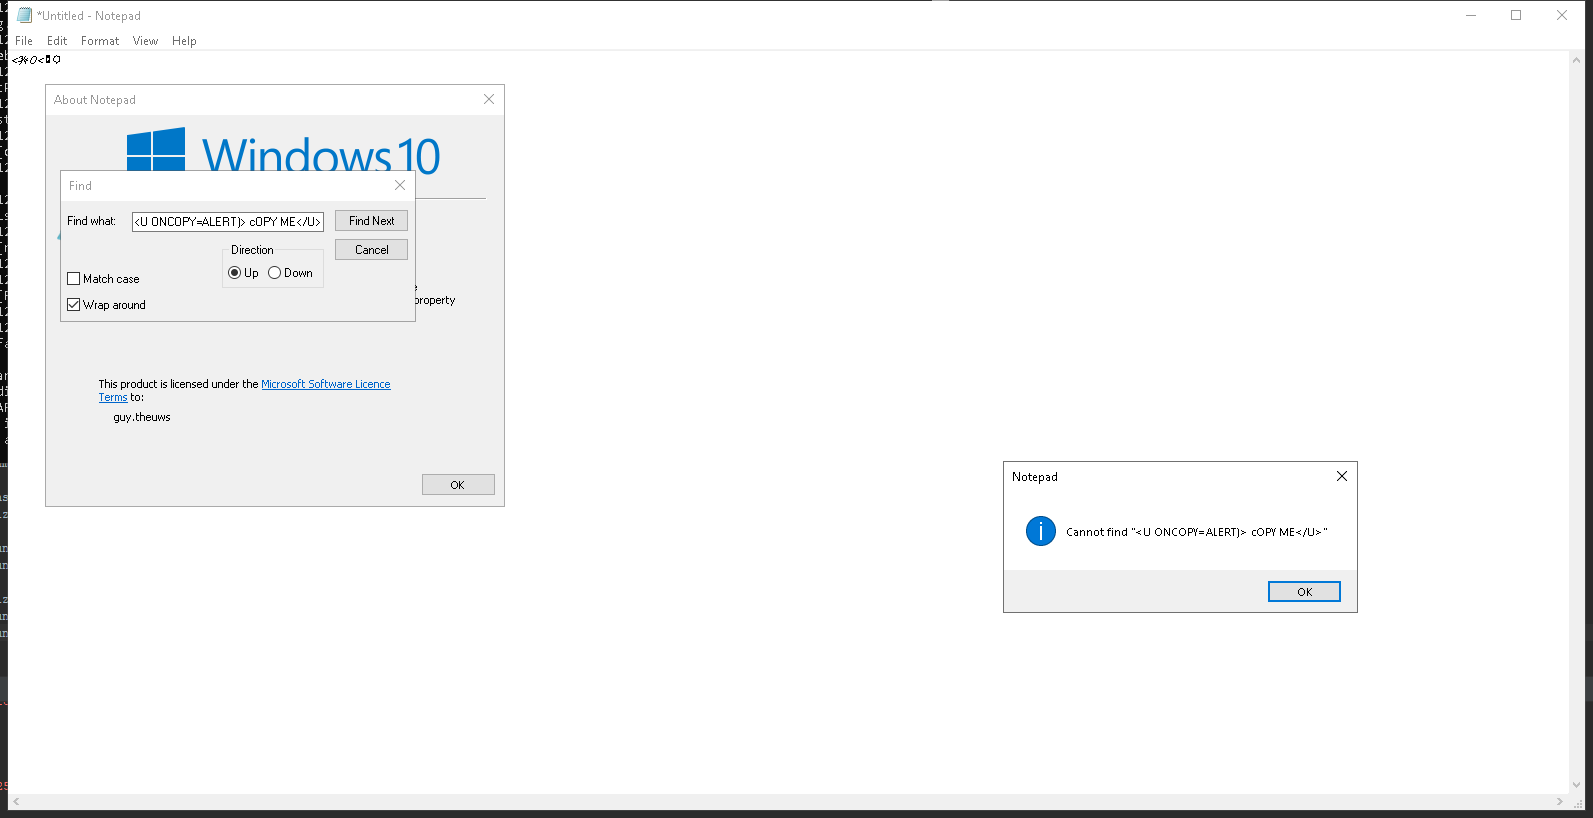 *Untitled - Notepad
File Edit Format View Help
About Notepad
Windows 10
Find
Find what: <U ONCOPY=ALERT)> cOPY ME</U> Find Next
Direction Cancel
Up Down
Match case
Wrap around
property
This product is licensed under the Microsoft Software Licence
Terms to:
guy.theuws
OK
Notepad
Cannot find "<U ONCOPY=ALERT)> cOPY ME</U>"
OK